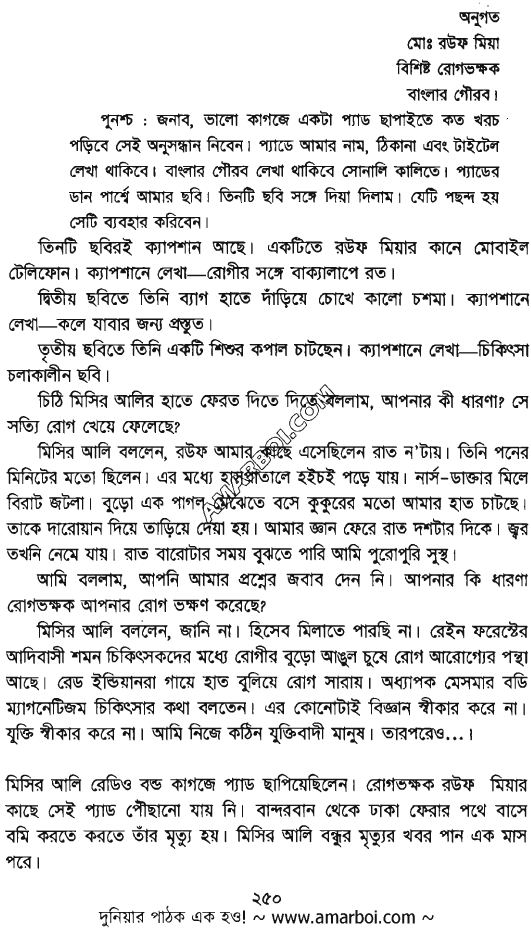 অনুগত
মোঃ রউফ মিয়া
বিশিষ্ট রোগভক্ষক
বাংলার গৌরব।
পুনশ্চ : জনাব, ভালো কাগজে একটা প্যাড ছাপাইতে কত খরচ
পড়িবে সেই অনুসন্ধান নিবেন। প্যাডে আমার নাম, ঠিকানা এবং টাইটেল
লেখা থাকিবে। বাংলার গৌরব লেখা থাকিবে সোনালি কালিতে। প্যাডের
ডান পার্শ্বে আমার ছবি। তিনটি ছবি সঙ্গে দিয়া দিলাম। যেটি পছন্দ হয়
সেটি ব্যবহার করিবেন।
তিনটি ছবিরই ক্যাপশান আছে। একটিতে রউফ মিয়ার কানে মোবাইল
টেলিফোন। ক্যাপশানে লেখা—রোগীর সঙ্গে বাক্যালাপে রত।
দ্বিতীয় ছবিতে তিনি ব্যাগ হাতে দাঁড়িয়ে চোখে কালো চশমা। ক্যাপশানে
লেখা—কলে যাবার জন্য প্রস্তুত।
তৃতীয় ছবিতে তিনি একটি শিশুর কপাল চাটছেন। ক্যাপশানে লেখা—চিকিৎসা
চলাকালীন ছবি।
চিঠি মিসির আলির হাতে ফেরত দিতে দিতে বললাম, আপনার কী ধারণা? সে
সত্যি রোগ খেয়ে ফেলেছে?
মিসির আলি বললেন, রউফ আমার কাছে এসেছিলেন রাত ন'টায়। তিনি পনের
মিনিটের মতো ছিলেন। এর মধ্যে হাসপাতালে হইচই পড়ে যায়। নার্স-ডাক্তার মিলে
বিরাট জটলা। বুড়ো এক পাগল মেঝেতে বসে কুকুরের মতো আমার হাত চাটছে।
তাকে দারোয়ান দিয়ে তাড়িয়ে দেয়া হয়। আমার জ্ঞান ফেরে রাত দশটার দিকে। জ্বর
তখনি নেমে যায়। রাত বারোটার সময় বুঝতে পারি আমি পুরোপুরি সুস্থ।
আমি বললাম, আপনি আমার প্রশ্নের জবাব দেন নি। আপনার কি ধারণা
রোগভক্ষক আপনার রোগ ভক্ষণ করেছে?
মিসির আলি বললেন, জানি না। হিসেব মিলাতে পারছি না। রেইন ফরেস্টের
আদিবাসী শমন চিকিৎসকদের মধ্যে রোগীর বুড়ো আঙুল চুষে রোগ আরোগ্যের পন্থা
আছে। রেড ইন্ডিয়ানরা গায়ে হাত বুলিয়ে রোগ সারায়। অধ্যাপক মেসমার বডি
ম্যাগনেটিজম চিকিৎসার কথা বলতেন। এর কোনোটাই বিজ্ঞান স্বীকার করে না।
যুক্তি স্বীকার করে না। আমি নিজে কঠিন যুক্তিবাদী মানুষ। তারপরেও...।
মিসির আলি রেডিও বন্ড কাগজে প্যাড ছাপিয়েছিলেন। রোগভক্ষক রউফ মিয়ার
কাছে সেই প্যাড পৌঁছানো যায় নি। বান্দরবান থেকে ঢাকা ফেরার পথে বাসে
বমি করতে করতে তাঁর মৃত্যু হয়। মিসির আলি বন্ধুর মৃত্যুর খবর পান এক মাস
পরে।
AMARBOI.COM
২৫০
দুনিয়ার পাঠক এক হও! ~ www.amarboi.com ~